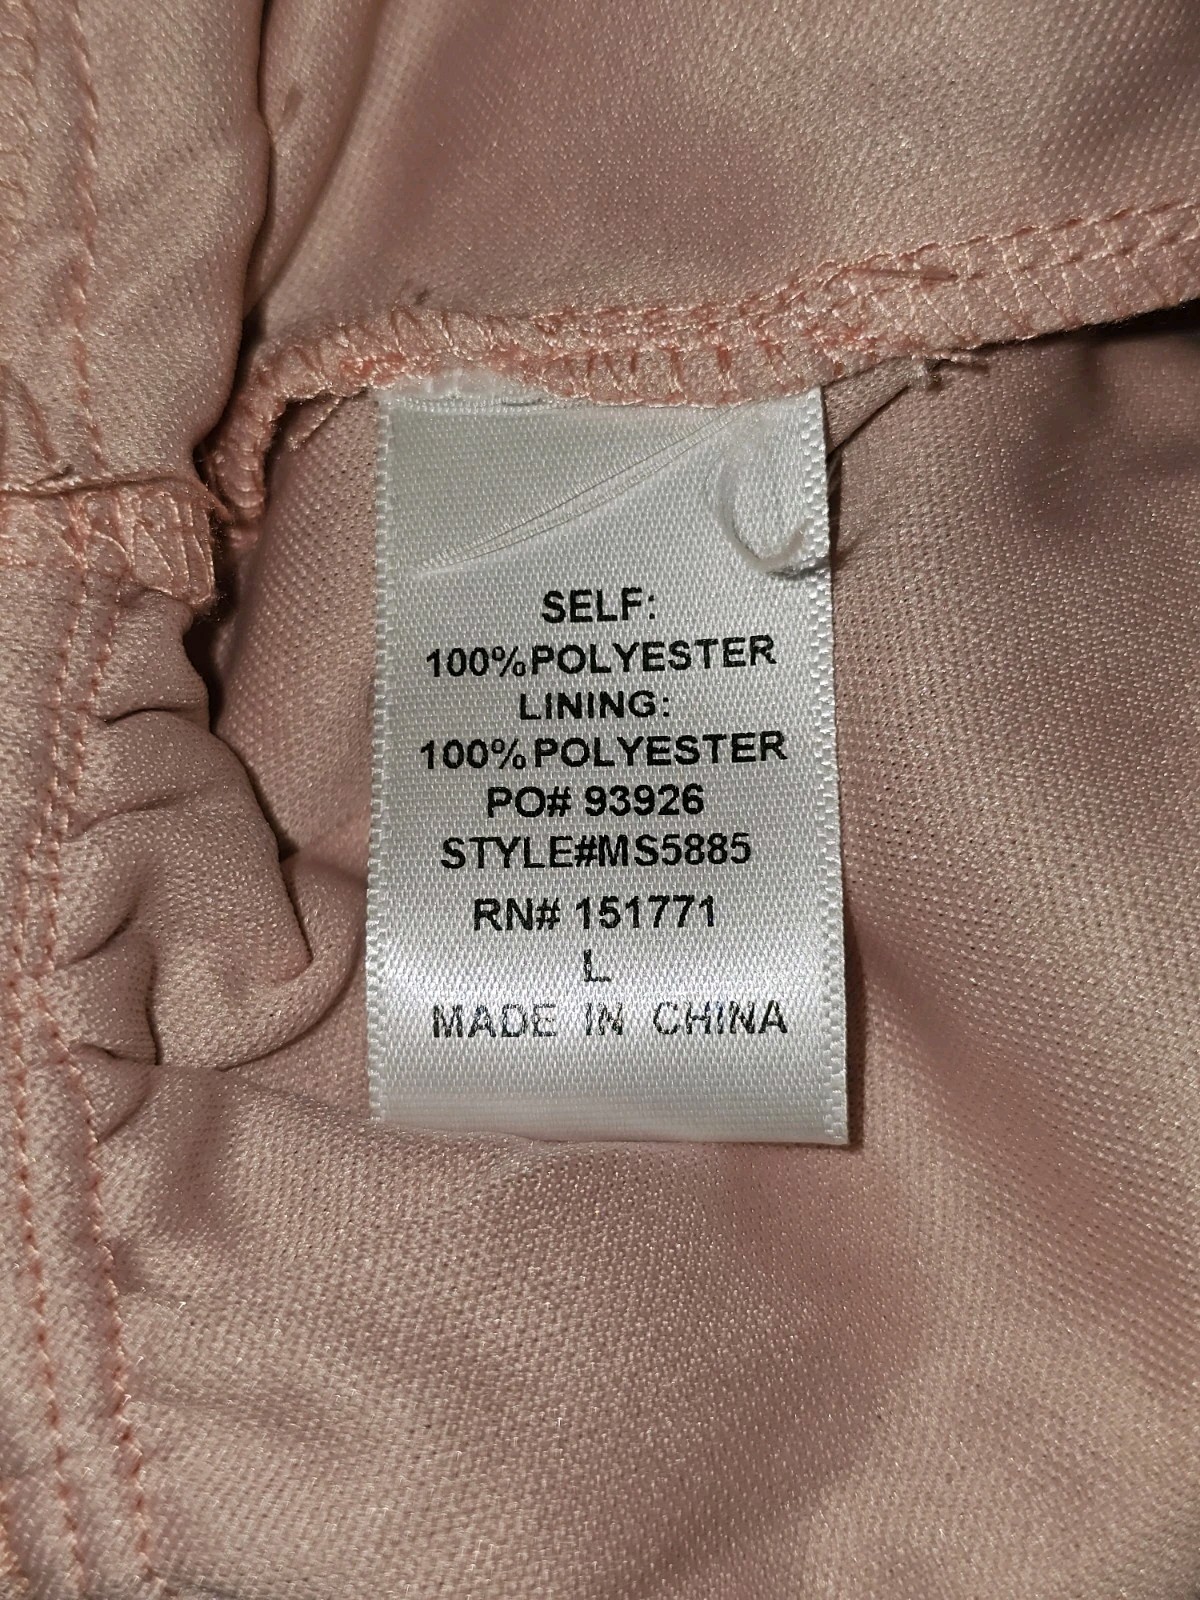 SELF:
100%POLYESTER
LINING:
100%POLYESTER
PO# 93926
STYLE#MS5885
RN# 151771
L
MADE IN CHINA